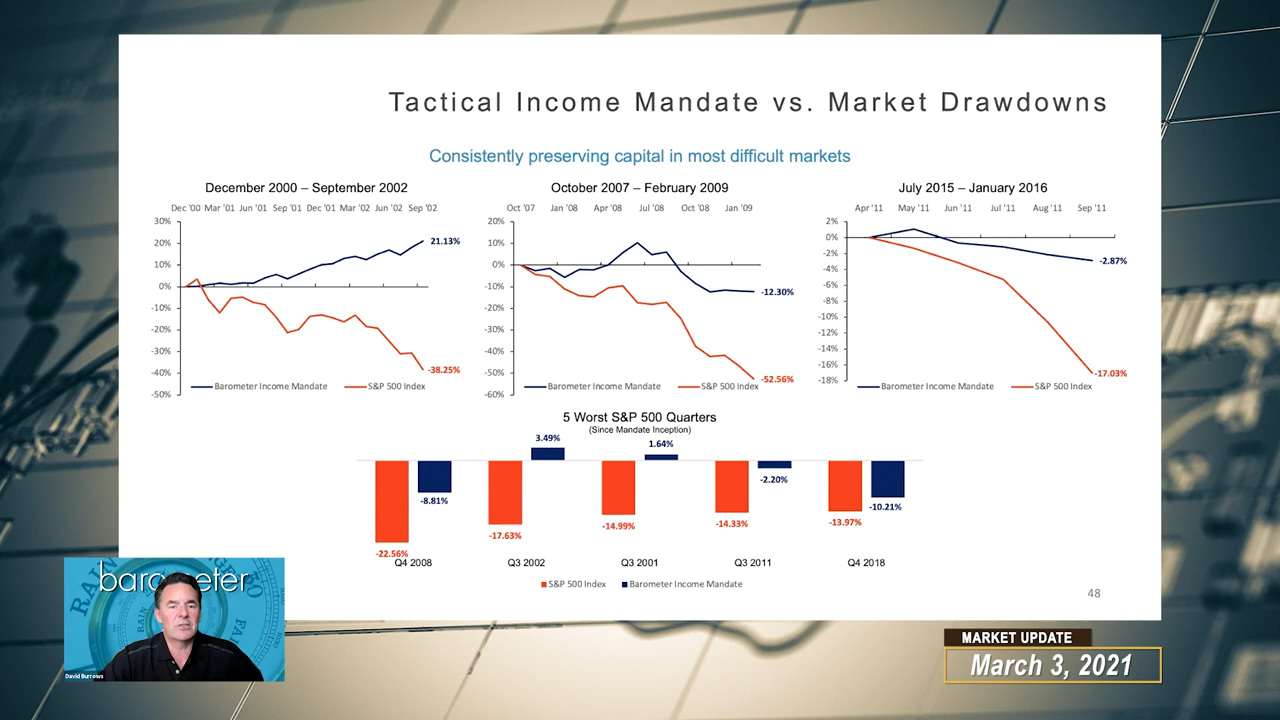 Tactical Income Mandate vs. Market Drawdowns
Consistently preserving capital in most difficult markets
December 2000 – September 2002
Dec '00 Mar '01 Jun '01 Sep '01 Dec '01 Mar '02 Jun '02 Sep '02
30%
20%
10%
0%
-10%
-20%
-30%
-40%
-50%
21.13%
-38.25%
Barometer Income Mandate S&P 500 Index
October 2007 – February 2009
Oct '07 Jan '08 Apr '08 Jul '08 Oct '08 Jan '09
20%
10%
0%
-10%
-20%
-30%
-40%
-50%
-60%
-12.30%
-52.56%
Barometer Income Mandate S&P 500 Index
July 2015 – January 2016
Apr '11 May '11 Jun '11 Jul '11 Aug '11 Sep '11
2%
0%
-2%
-4%
-6%
-8%
-10%
-12%
-14%
-16%
-18%
-2.87%
-17.03%
Barometer Income Mandate S&P 500 Index
5 Worst S&P 500 Quarters
(Since Mandate Inception)
3.49% 1.64%
-8.81% -2.20% -10.21%
-22.56% -17.63% -14.99% -14.33% -13.97%
Q4 2008 Q3 2002 Q3 2001 Q3 2011 Q4 2018
S&P 500 Index Barometer Income Mandate
48
barometer
RAIN
FAIR
David Burrows
MARKET UPDATE
March 3, 2021